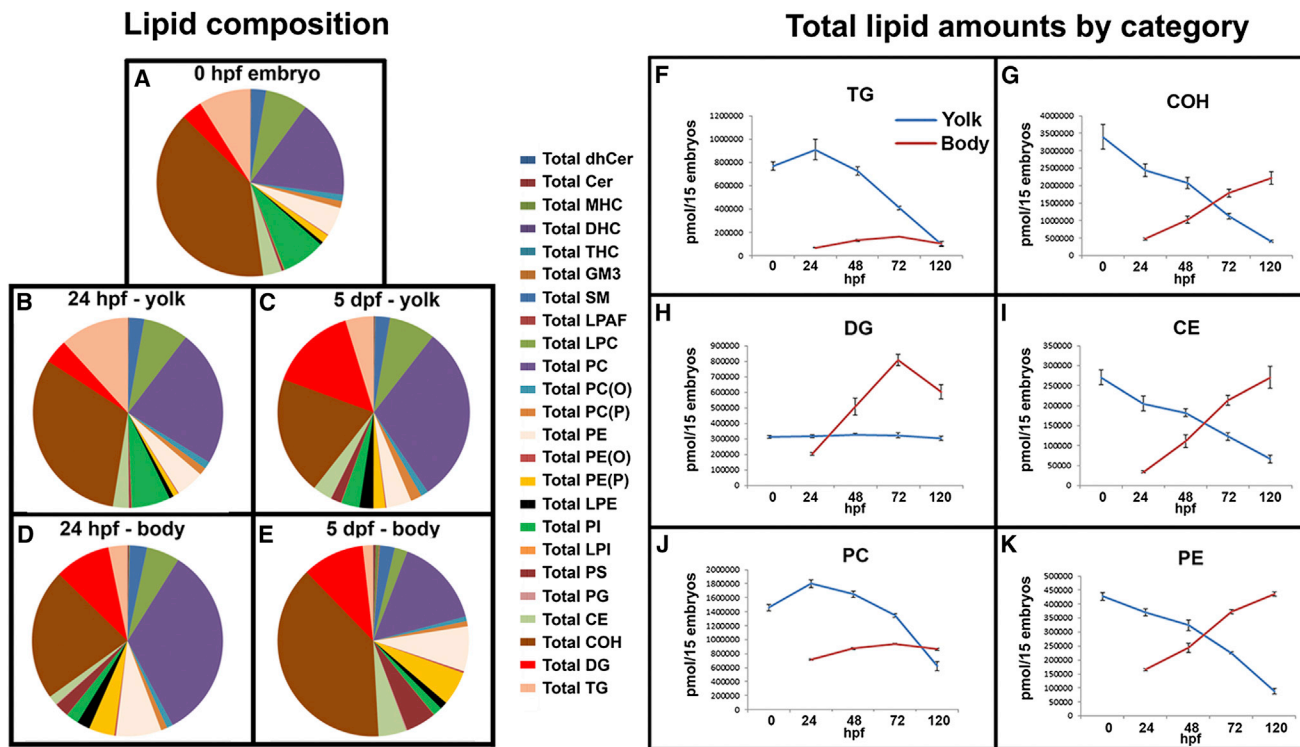 Lipid composition
Total lipid amounts by category
A
0 hpf embryo
B
24 hpf - yolk
C
5 dpf - yolk
D
24 hpf - body
E
5 dpf - body
Total dhCer
Total Cer
Total MHC
Total DHC
Total THC
Total GM3
Total SM
Total LPAF
Total LPC
Total PC
Total PC(O)
Total PC(P)
Total PE
Total PE(O)
Total PE(P)
Total LPE
Total PI
Total LPI
Total PS
Total PG
Total CE
Total COH
Total DG
Total TG
F
TG
Yolk
Body
pmol/15 embryos
1200000
1000000
800000
600000
400000
200000
0
0 24 48 72 120
hpf
G
COH
pmol/15 embryos
4000000
3500000
3000000
2500000
2000000
1500000
1000000
5000000
0
0 24 48 72 120
hpf
H
DG
pmol/15 embryos
900000
800000
700000
600000
500000
400000
300000
200000
100000
0
0 24 48 72 120
hpf
I
CE
pmol/15 embryos
350000
300000
250000
200000
150000
100000
50000
0
0 24 48 72 120
hpf
J
PC
pmol/15 embryos
2000000
1800000
1600000
1400000
1200000
1000000
800000
600000
400000
200000
0
0 24 48 72 120
hpf
K
PE
pmol/15 embryos
500000
450000
400000
350000
300000
250000
200000
150000
100000
50000
0
0 24 48 72 120
hpf